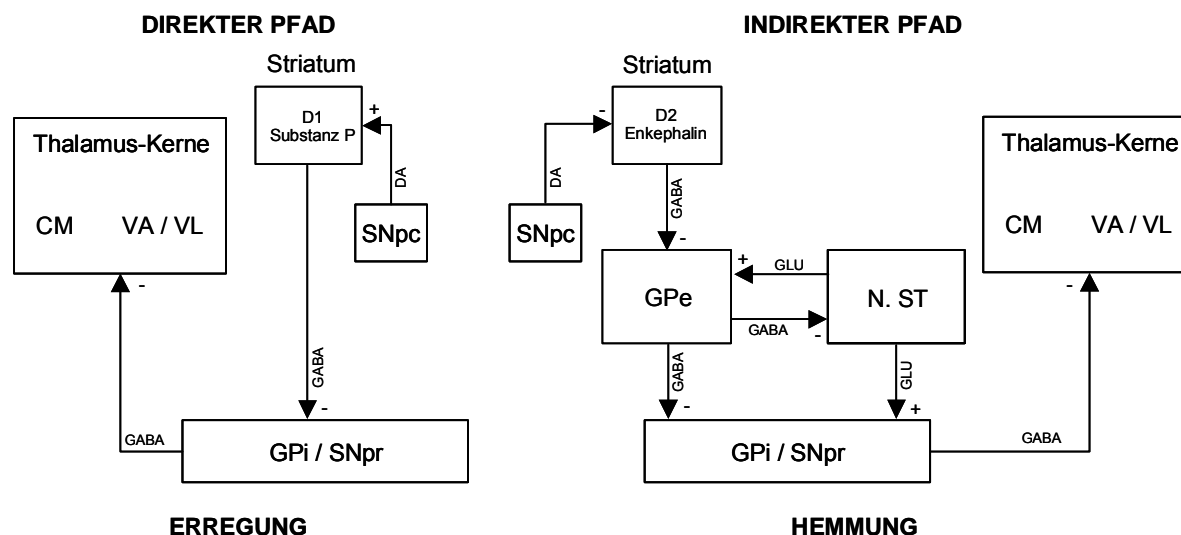 DIREKTER PFAD
Striatum
D1
Substanz P
+
Thalamus-Kerne
CM VA / VL
DA
SNpc
-
GABA
-
GABA
GPi / SNpr
ERREGUNG
INDIREKTER PFAD
Striatum
D2
Enkephalin
-
DA
SNpc
GABA
-
Thalamus-Kerne
CM VA / VL
+
GLU
GPe
N. ST
GABA
-
-
GABA
-
GLU
+
GABA
GPi / SNpr
HEMMUNG